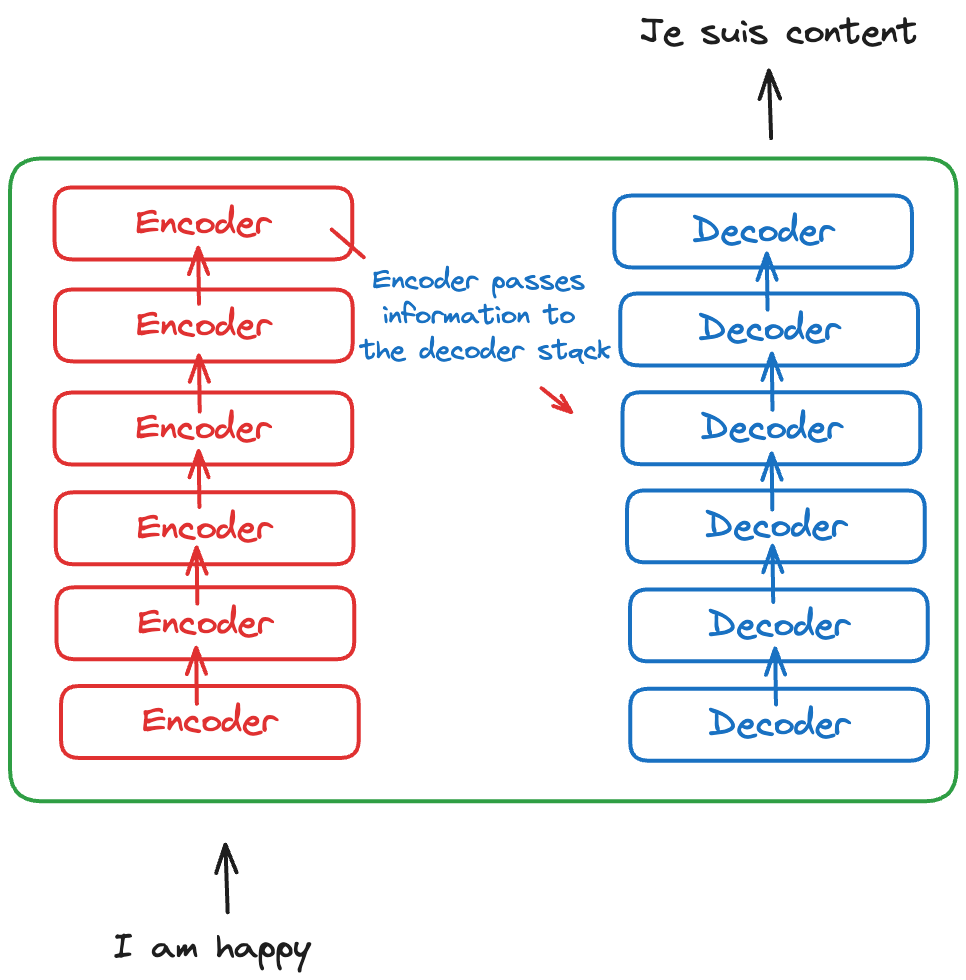 Je suis content
Encoder
Encoder
Encoder
Encoder
Encoder
Encoder
Encoder passes
information to
the decoder stack
Decoder
Decoder
Decoder
Decoder
Decoder
Decoder
I am happy